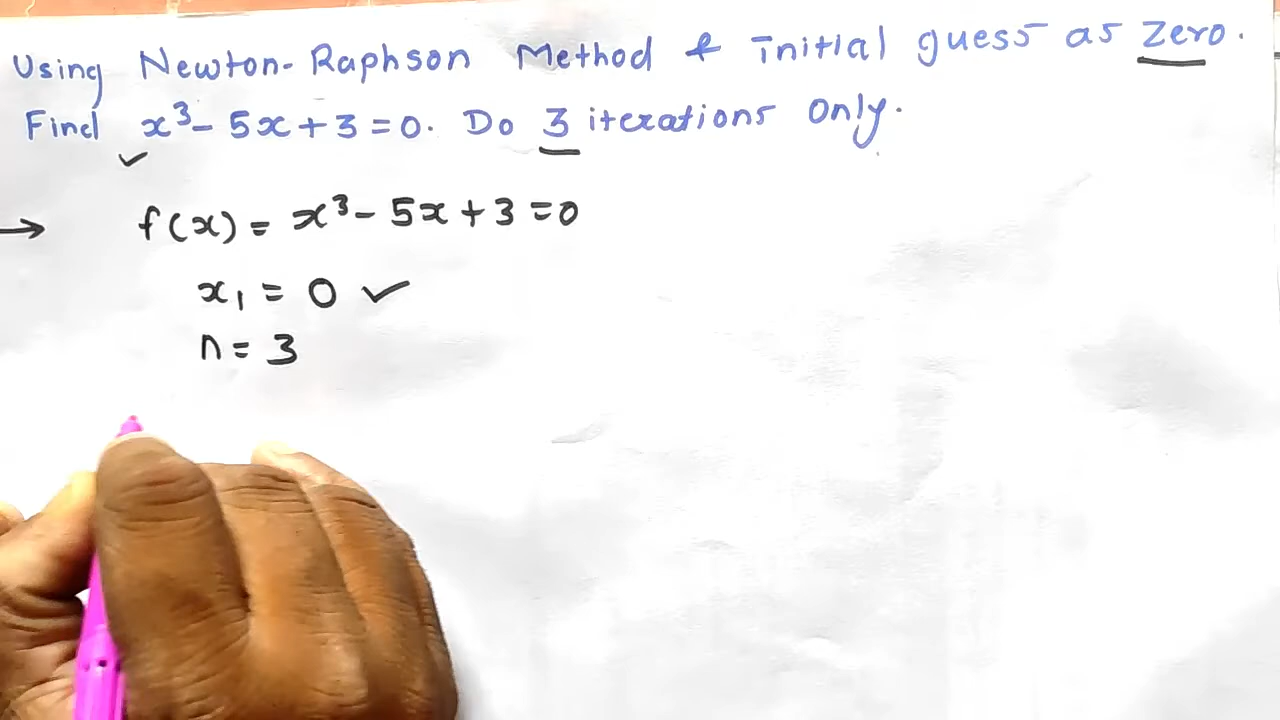 Using Newton-Raphson Method & initial guess as zero.
Find x³ - 5x + 3 = 0. Do 3 iterations only.
→ f(x) = x³ - 5x + 3 = 0
x₁ = 0 ✓
n = 3